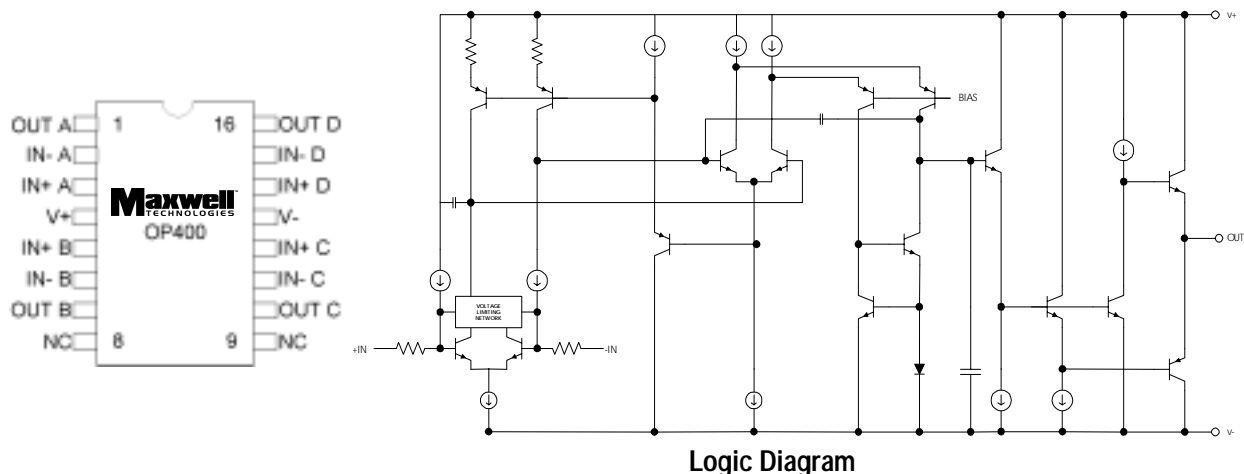 OUT A 1 16 OUT D
IN- A IN- D
IN+ A IN+ D
V+ V-
IN+ B IN+ C
IN- B IN- C
OUT B OUT C
NC 8 9 NC
Maxwell
TECHNOLOGIES
OP400
V+
BIAS
OUT
VOLTAGE
LIMITING
NETWORK
+IN
-IN
V-
Logic Diagram